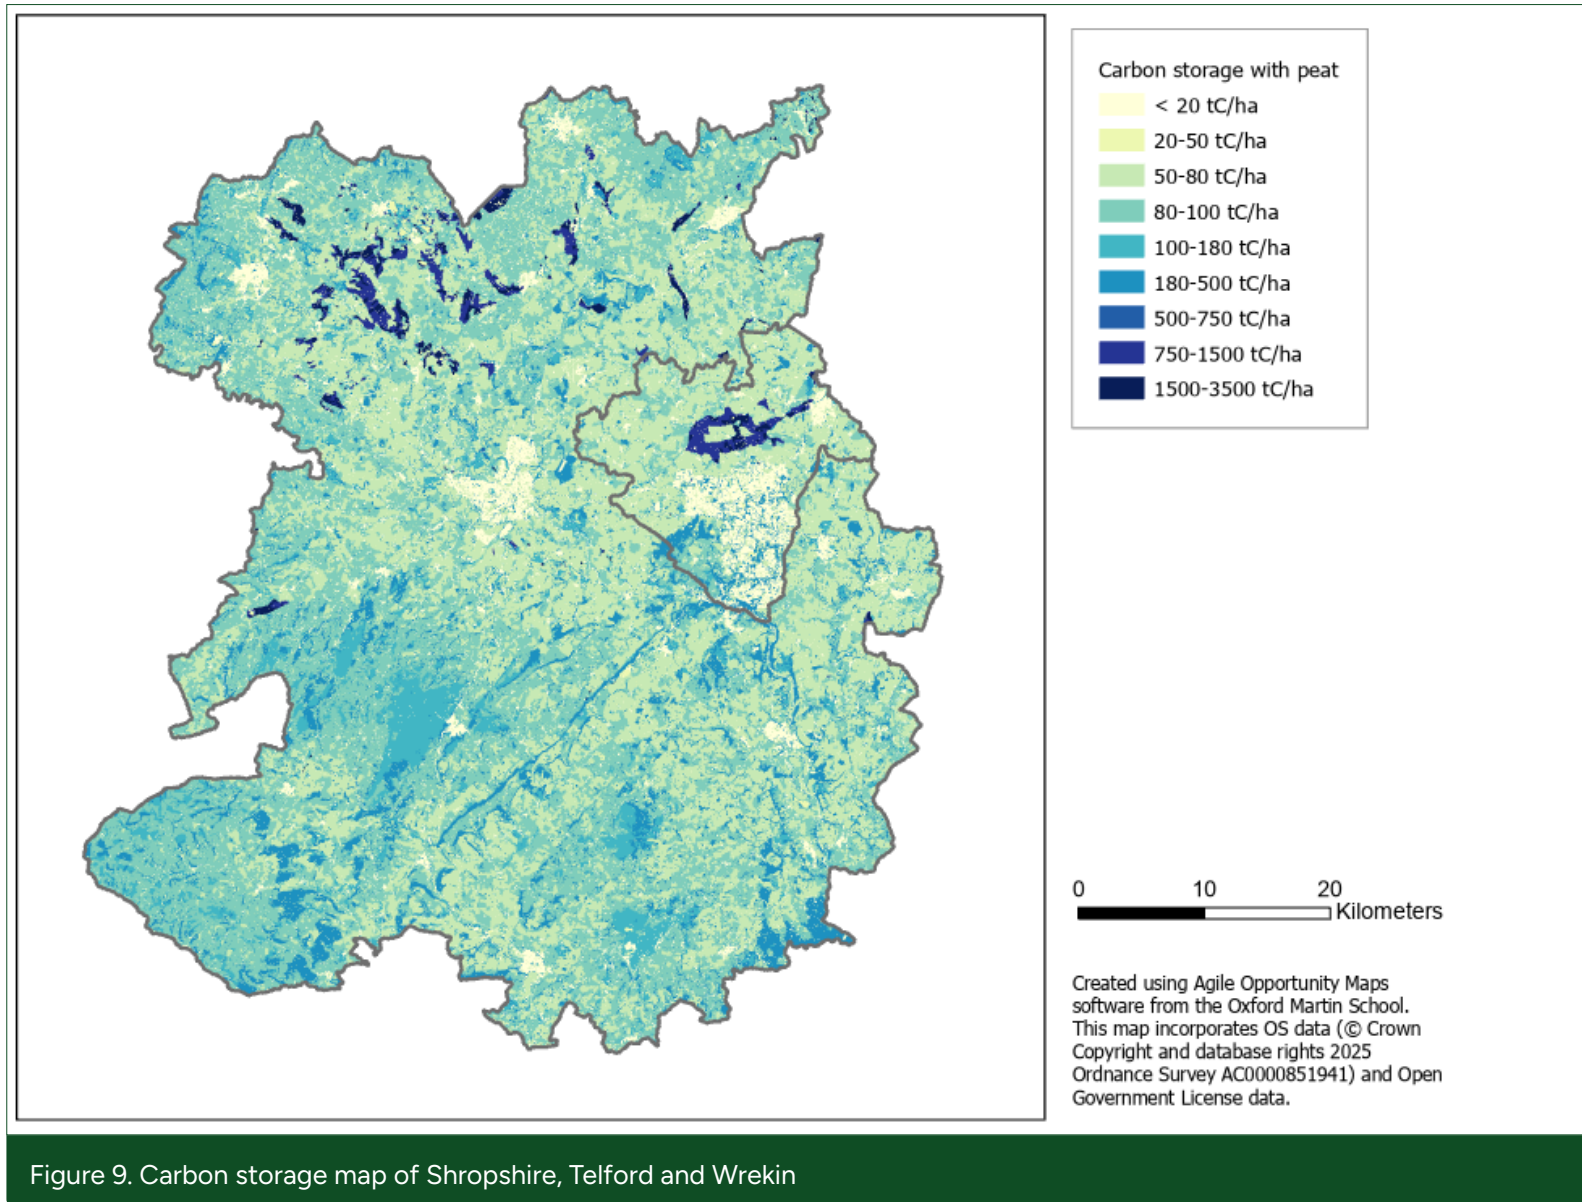 Carbon storage with peat
< 20 tC/ha
20-50 tC/ha
50-80 tC/ha
80-100 tC/ha
100-180 tC/ha
180-500 tC/ha
500-750 tC/ha
750-1500 tC/ha
1500-3500 tC/ha
0 10 20
Kilometers
Created using Agile Opportunity Maps
software from the Oxford Martin School.
This map incorporates OS data (© Crown
Copyright and database rights 2025
Ordnance Survey AC0000851941) and Open
Government License data.
Figure 9. Carbon storage map of Shropshire, Telford and Wrekin